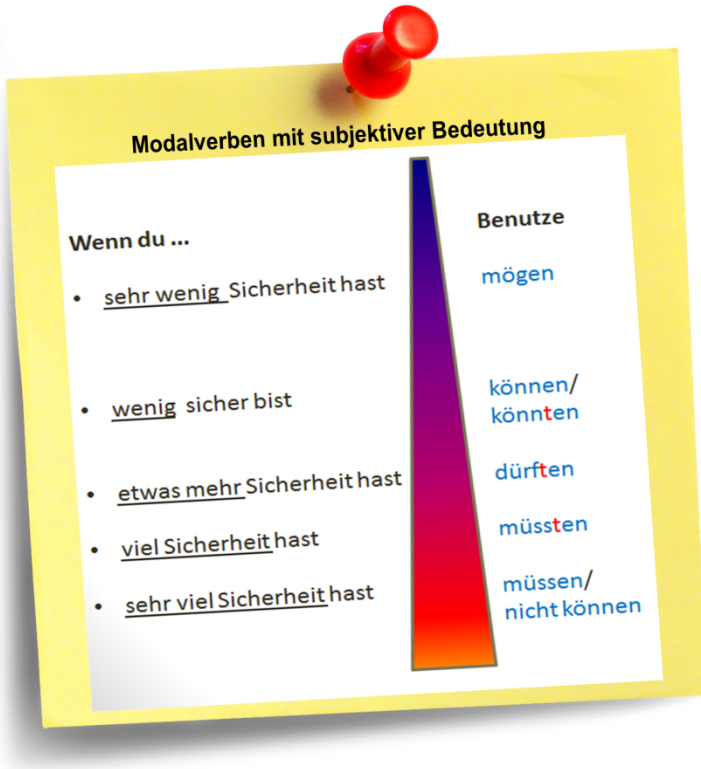 Modalverben mit subjektiver Bedeutung
Wenn du ...
Benutze
• sehr wenig Sicherheit hast
mögen
• wenig sicher bist
können/
könnten
• etwas mehr Sicherheit hast
dürften
• viel Sicherheit hast
müssten
• sehr viel Sicherheit hast
müssen/
nicht können